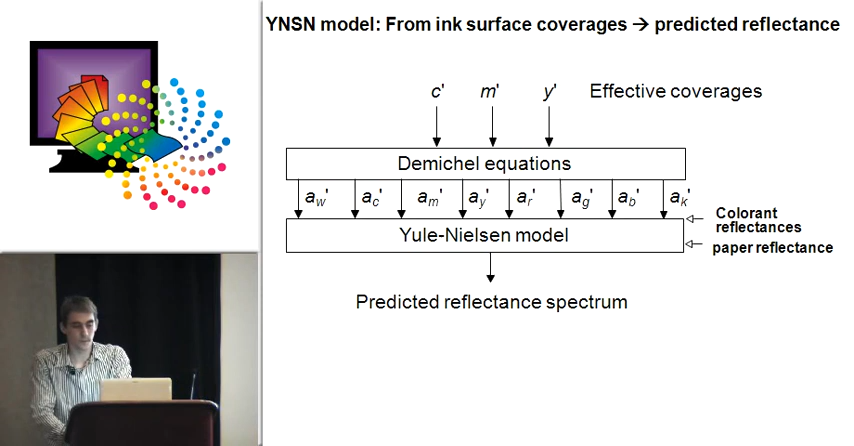 YNSN model: From ink surface coverages → predicted reflectance
c' m' y' Effective coverages
Demichel equations
a_w' a_c' a_m' a_y' a_r' a_g' a_b' a_k'
Colorant
reflectances
Yule-Nielsen model
paper reflectance
Predicted reflectance spectrum